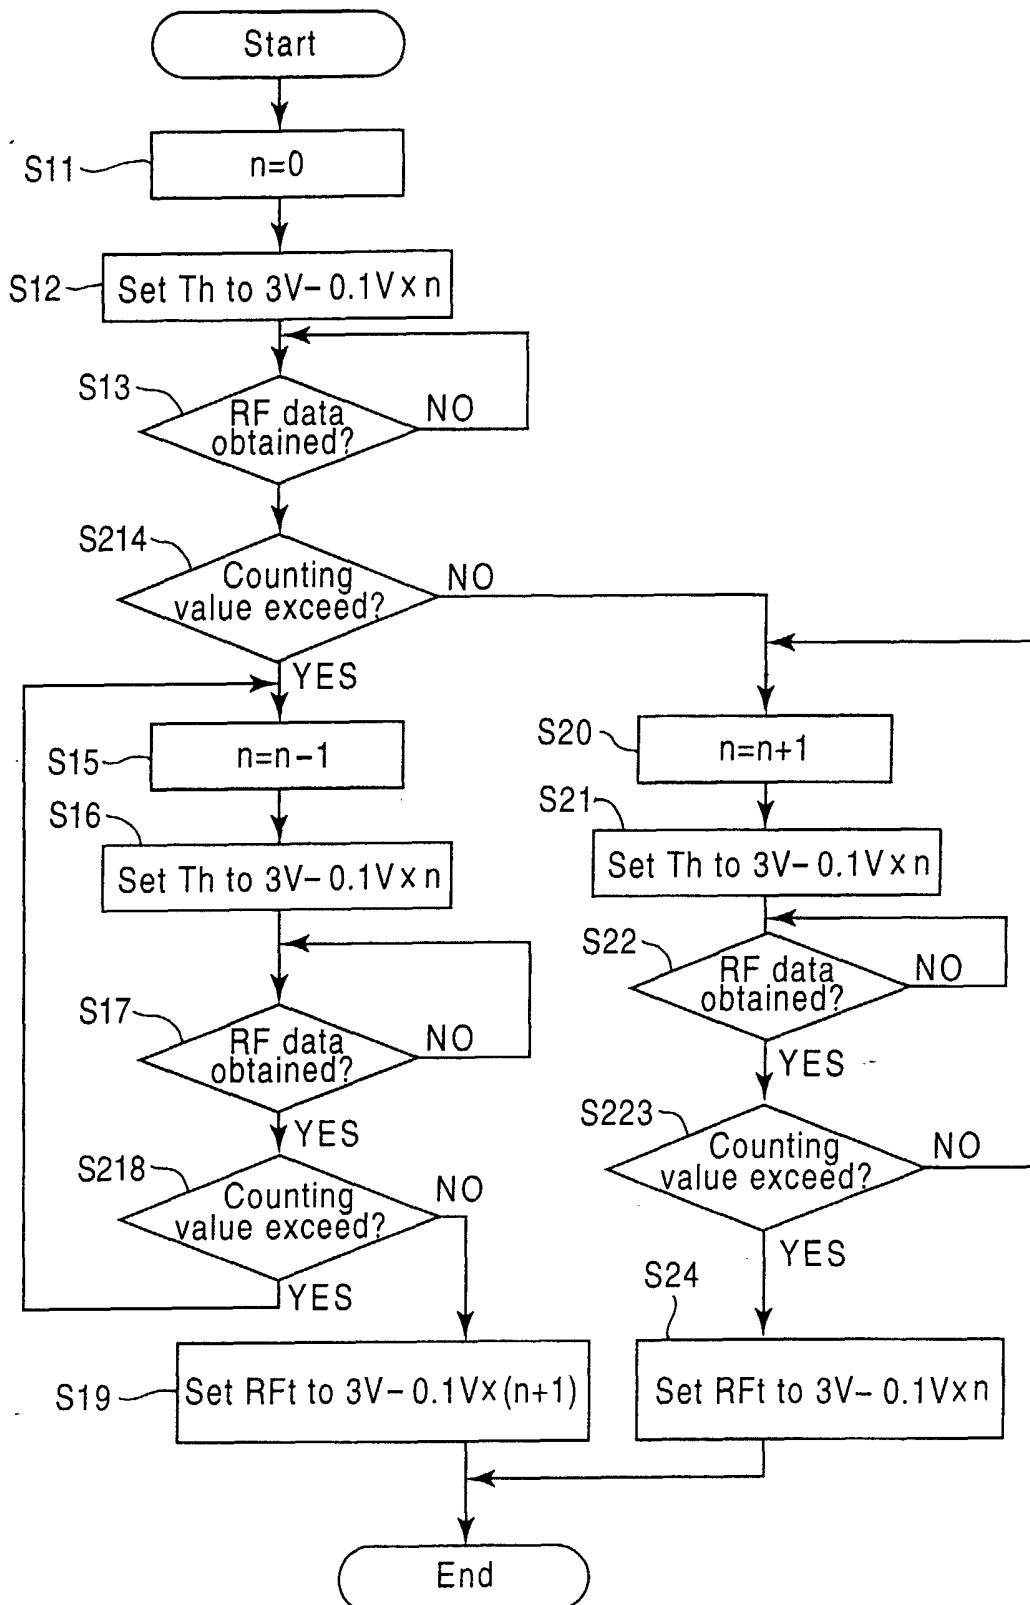 Start
S11
n=0
S12
Set Th to 3V-0.1V×n
S13
RF data
obtained?
NO
S214
Counting
value exceed?
NO
YES
S15
n=n-1
S16
Set Th to 3V-0.1V×n
S17
RF data
obtained?
NO
YES
S218
Counting
value exceed?
NO
YES
S19
Set RFt to 3V-0.1V×(n+1)
S20
n=n+1
S21
Set Th to 3V-0.1V×n
S22
RF data
obtained?
NO
YES
S223
Counting
value exceed?
NO
YES
S24
Set RFt to 3V-0.1V×n
End